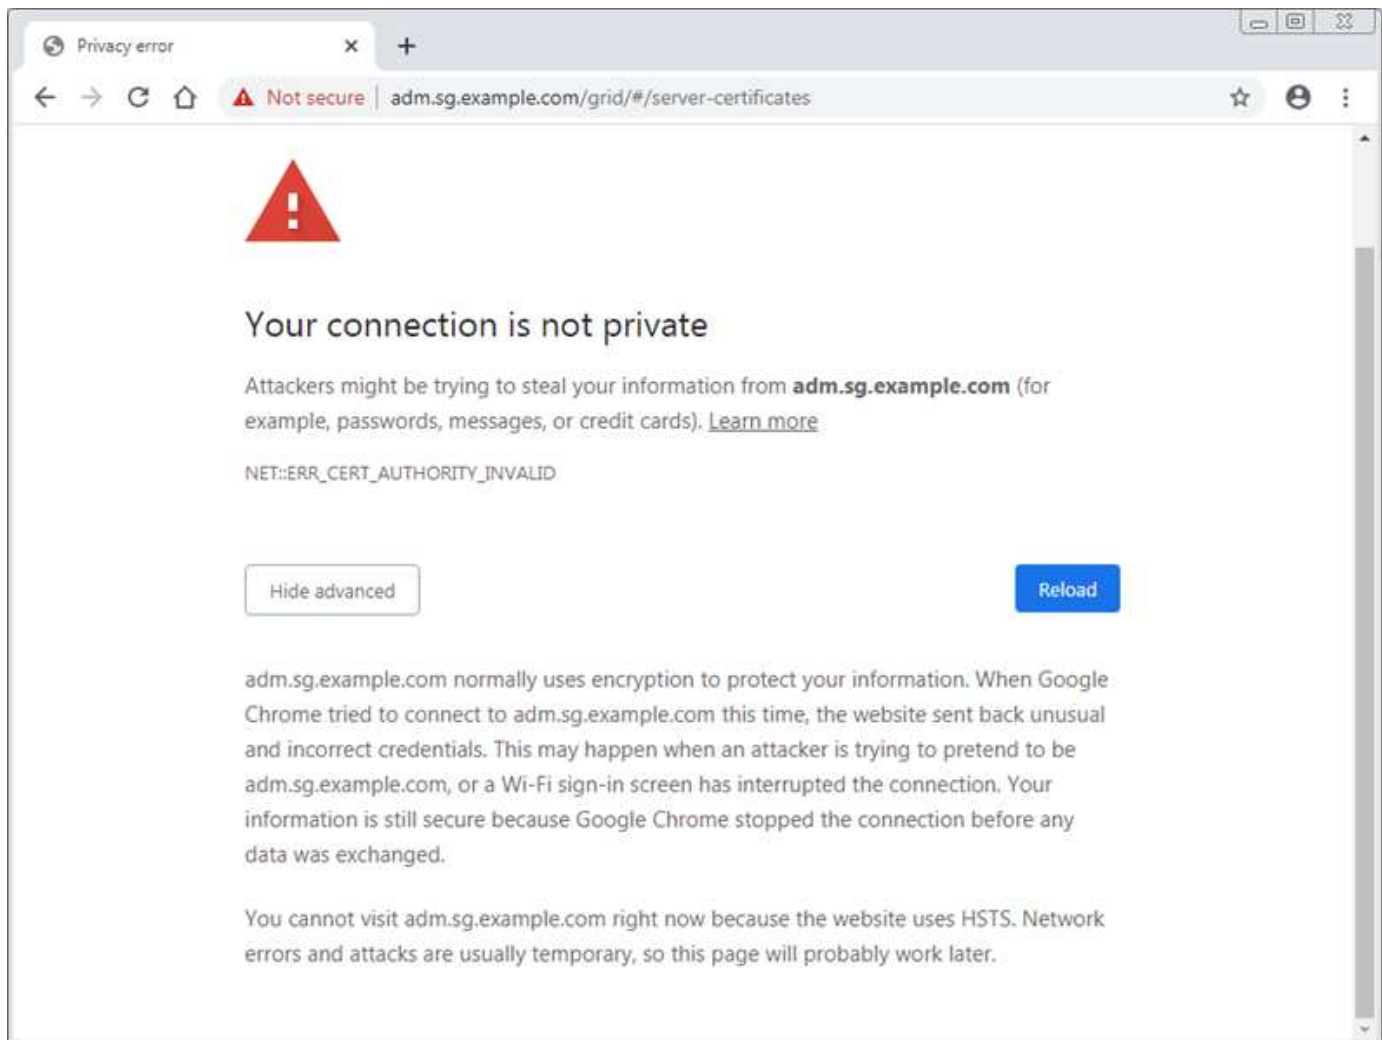 Privacy error
Not secure adm.sg.example.com/grid/#/server-certificates
Your connection is not private
Attackers might be trying to steal your information from adm.sg.example.com (for
example, passwords, messages, or credit cards). Learn more
NET::ERR_CERT_AUTHORITY_INVALID
Hide advanced
Reload
adm.sg.example.com normally uses encryption to protect your information. When Google
Chrome tried to connect to adm.sg.example.com this time, the website sent back unusual
and incorrect credentials. This may happen when an attacker is trying to pretend to be
adm.sg.example.com, or a Wi-Fi sign-in screen has interrupted the connection. Your
information is still secure because Google Chrome stopped the connection before any
data was exchanged.
You cannot visit adm.sg.example.com right now because the website uses HSTS. Network
errors and attacks are usually temporary, so this page will probably work later.